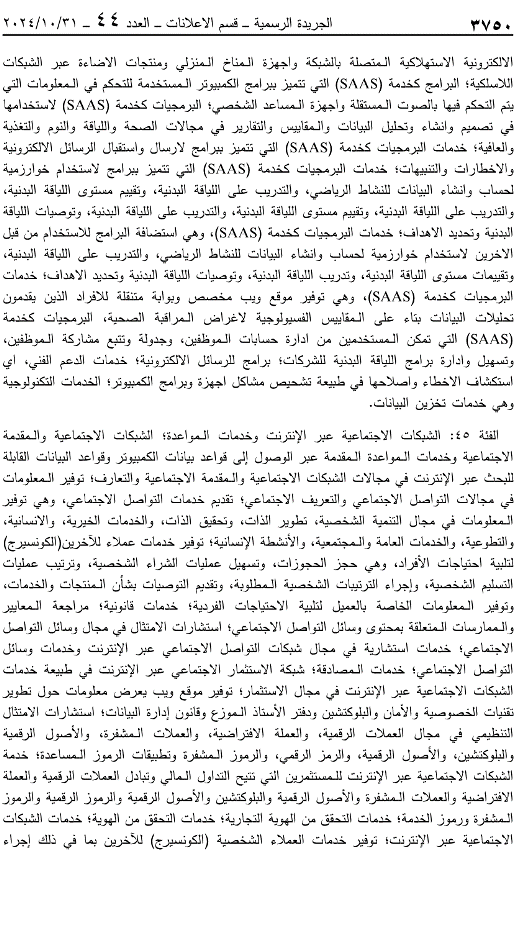 ٣٧٥٠ الجريدة الرسمية – قسم الاعلانات – العدد ٤٤ – ٢٠٢٤/١٠/٣١
الالكترونية الاستهلاكية المتصلة بالشبكة واجهزة المناخ المنزلي ومنتجات الاضاءة عبر الشبكات
اللاسلكية؛ البرامج كخدمة (SAAS) التي تتميز ببرامج الكمبيوتر المستخدمة للتحكم في المعلومات التي
يتم التحكم فيها بالصوت المستقلة واجهزة المساعد الشخصي؛ البرمجيات كخدمة (SAAS) لاستخدامها
في تصميم وانشاء وتحليل البيانات والمقاييس والتقارير في مجالات الصحة واللياقة والنوم والتغذية
والعافية؛ خدمات البرمجيات كخدمة (SAAS) التي تتميز ببرامج لارسال واستقبال الرسائل الالكترونية
والاخطارات والتنبيهات؛ خدمات البرمجيات كخدمة (SAAS) التي تتميز ببرامج لاستخدام خوارزمية
لحساب وانشاء البيانات للنشاط الرياضي، والتدريب على اللياقة البدنية، وتقييم مستوى اللياقة البدنية،
والتدريب على اللياقة البدنية، وتقييم مستوى اللياقة البدنية، والتدريب على اللياقة البدنية، وتوصيات اللياقة
البدنية وتحديد الاهداف؛ خدمات البرمجيات كخدمة (SAAS)، وهي استضافة البرامج للاستخدام من قبل
الاخرين لاستخدام خوارزمية لحساب وانشاء البيانات للنشاط الرياضي، والتدريب على اللياقة البدنية،
وتقييمات مستوى اللياقة البدنية، وتدريب اللياقة البدنية، وتوصيات اللياقة البدنية وتحديد الاهداف؛ خدمات
البرمجيات كخدمة (SAAS)، وهي توفير موقع ويب مخصص وبوابة متنقلة للافراد الذين يقدمون
تحليلات البيانات بناء على المقاييس الفسيولوجية لاغراض المراقبة الصحية، البرمجيات كخدمة
(SAAS) التي تمكن المستخدمين من ادارة حسابات الموظفين، وجدولة وتتبع مشاركة الموظفين،
وتسهيل وادارة برامج اللياقة البدنية للشركات؛ برامج للرسائل الالكترونية؛ خدمات الدعم الفني، اي
استكشاف الاخطاء واصلاحها في طبيعة تشخيص مشاكل اجهزة وبرامج الكمبيوتر؛ الخدمات التكنولوجية
وهي خدمات تخزين البيانات.
الفئة ٤٥: الشبكات الاجتماعية عبر الإنترنت وخدمات المواعدة؛ الشبكات الاجتماعية والمقدمة
الاجتماعية وخدمات المواعدة المقدمة عبر الوصول إلى قواعد بيانات الكمبيوتر وقواعد البيانات القابلة
للبحث عبر الإنترنت في مجالات الشبكات الاجتماعية والمقدمة الاجتماعية والتعارف؛ توفير المعلومات
في مجالات التواصل الاجتماعي والتعريف الاجتماعي؛ تقديم خدمات التواصل الاجتماعي، وهي توفير
المعلومات في مجال التنمية الشخصية، تطوير الذات، وتحقيق الذات، والخدمات الخيرية، والانسانية،
والتطوعية، والخدمات العامة والمجتمعية، والأنشطة الإنسانية؛ توفير خدمات عملاء للآخرين(الكونسيرج)
لتلبية احتياجات الأفراد، وهي حجز الحجوزات، وتسهيل عمليات الشراء الشخصية، وترتيب عمليات
التسليم الشخصية، وإجراء الترتيبات الشخصية المطلوبة، وتقديم التوصيات بشأن المنتجات والخدمات،
وتوفير المعلومات الخاصة بالعميل لتلبية الاحتياجات الفردية؛ خدمات قانونية؛ مراجعة المعايير
والممارسات المتعلقة بمحتوى وسائل التواصل الاجتماعي؛ استشارات الامتثال في مجال وسائل التواصل
الاجتماعي؛ خدمات استشارية في مجال شبكات التواصل الاجتماعي عبر الإنترنت وخدمات وسائل
التواصل الاجتماعي؛ خدمات المصادقة؛ شبكة الاستثمار الاجتماعي عبر الإنترنت في طبيعة خدمات
الشبكات الاجتماعية عبر الإنترنت في مجال الاستثمار؛ توفير موقع ويب يعرض معلومات حول تطوير
تقنيات الخصوصية والأمان والبلوكتشين ودفتر الأستاذ الموزع وقانون إدارة البيانات؛ استشارات الامتثال
التنظيمي في مجال العملات الرقمية، والعملة الافتراضية، والعملات المشفرة، والأصول الرقمية
والبلوكتشين، والأصول الرقمية، والرمز الرقمي، والرموز المشفرة وتطبيقات الرموز المساعدة؛ خدمة
الشبكات الاجتماعية عبر الإنترنت للمستثمرين التي تتيح التداول المالي وتبادل العملات الرقمية والعملة
الافتراضية والعملات المشفرة والأصول الرقمية والبلوكتشين والأصول الرقمية والرموز الرقمية والرموز
المشفرة ورموز الخدمة؛ خدمات التحقق من الهوية التجارية؛ خدمات التحقق من الهوية؛ خدمات الشبكات
الاجتماعية عبر الإنترنت؛ توفير خدمات العملاء الشخصية (الكونسيرج) للآخرين بما في ذلك إجراء